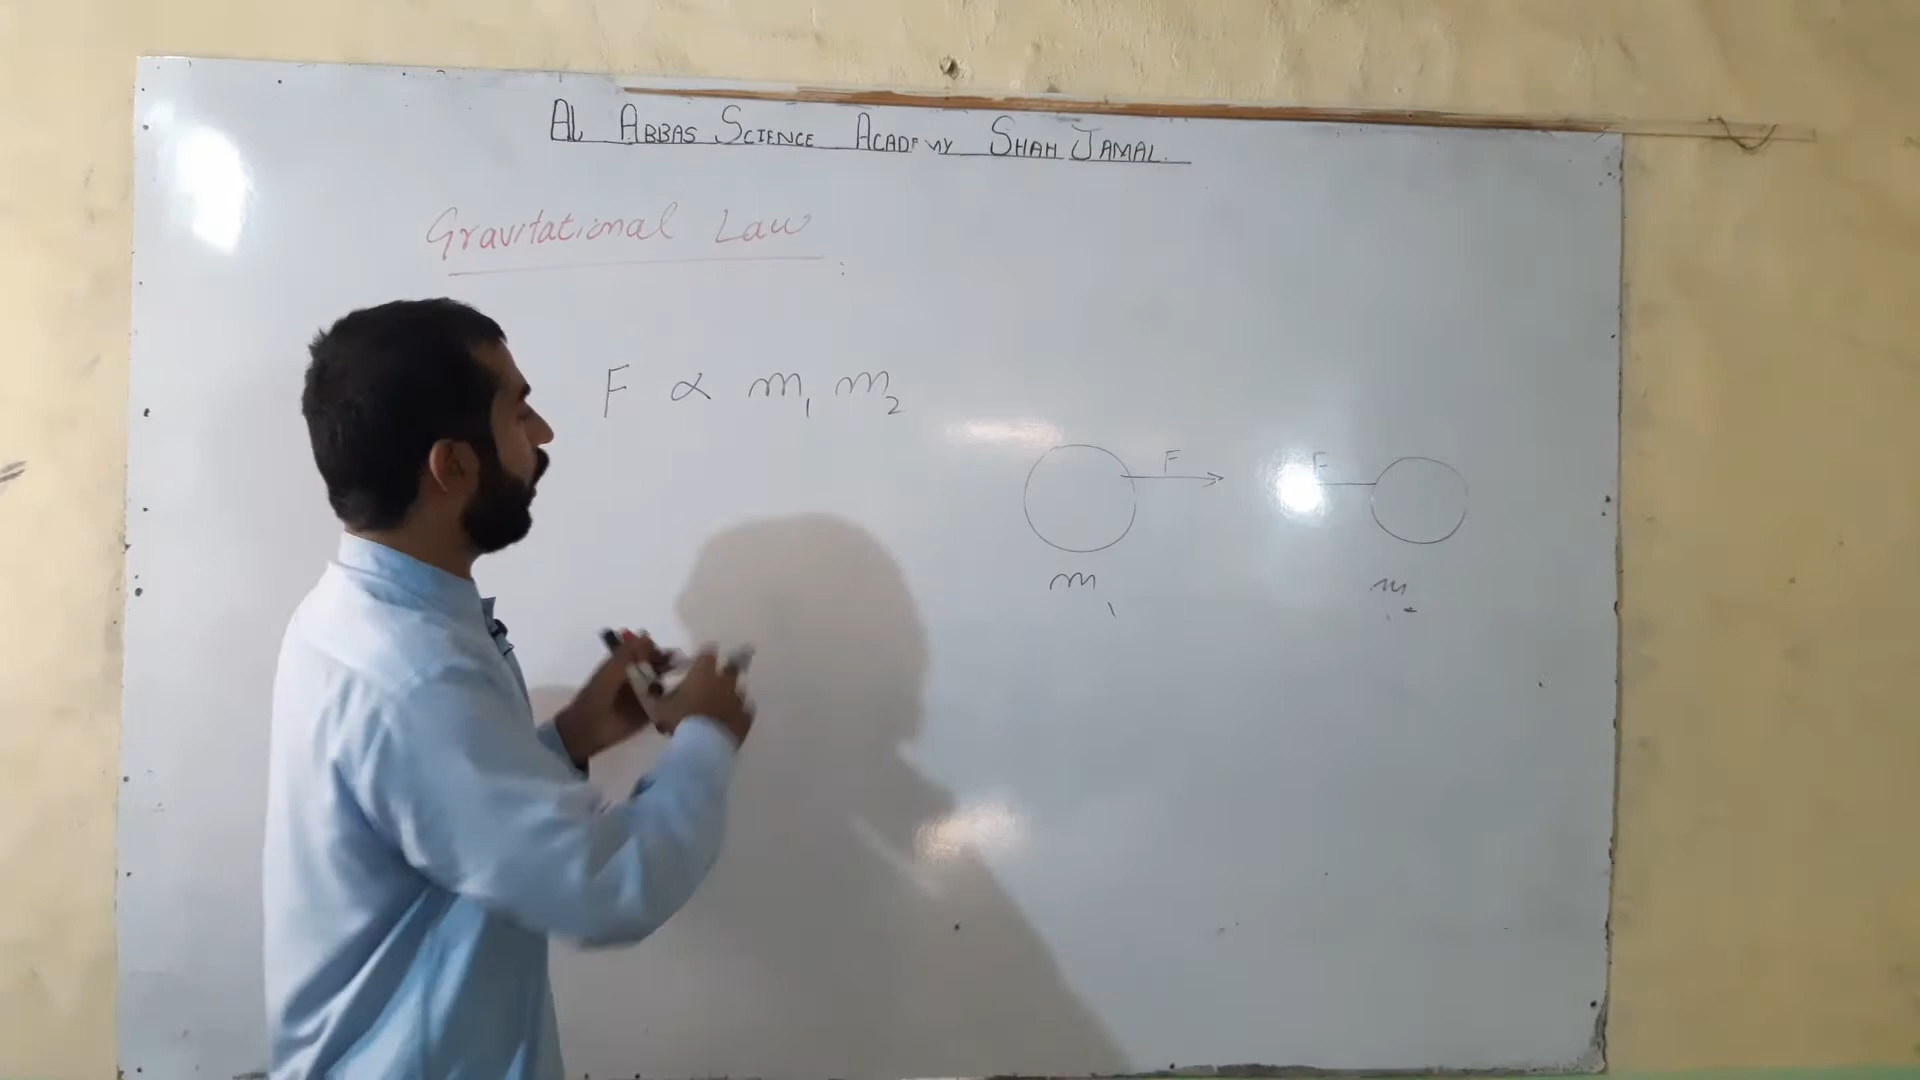 AL ABBAS SCIENCE ACADEMY SHAH JAMAL.
Gravitational Law :
F ∝ m₁ m₂
F F
m₁ m₂